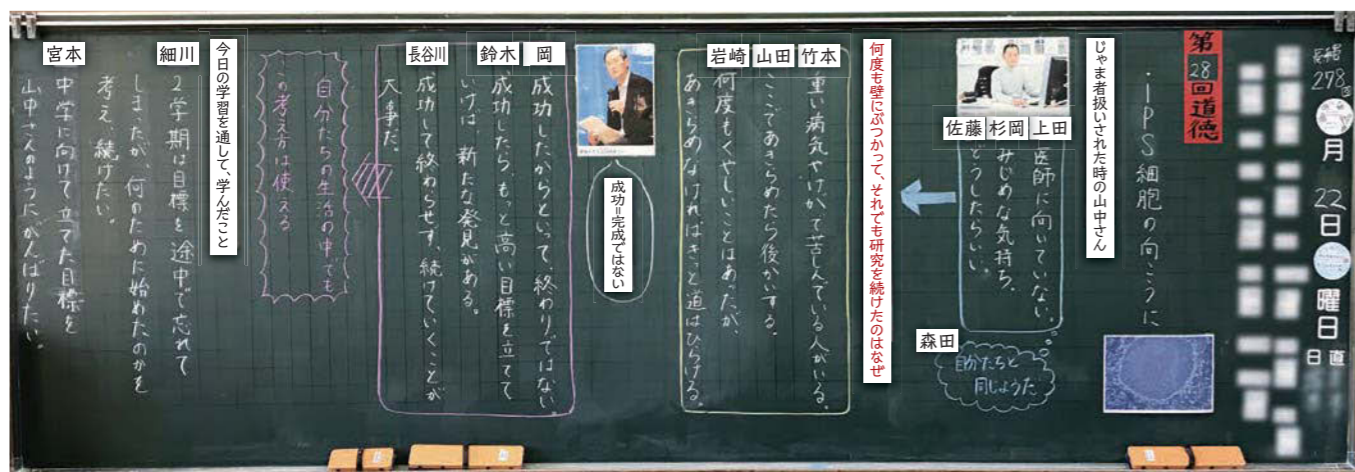 278
月
22
日
曜日
日直
第28回道徳
・iPS細胞の向こうに
じゃま者扱いされた時の山中さん
上田
医師に向いていない。
杉岡
みじめな気持ち、
佐藤
どうしたらいい。
森田
自分たちと
同じようだ
何度も壁にぶつかって、それでも研究を続けたのはなぜ
竹本
重い病気やけがで苦しんでいる人がいる。
山田
ここであきらめたら後かいする。
岩崎
何度もくやしいことはあったが、
あきらめなければきっと道はひらける。
成功=完成ではない
岡
成功したからといって、終わりではない。
鈴木
成功したら、もっと高い目標を立てて
いけば、新たな発見がある。
長谷川
成功して終わらせず、続けていくことが
大事だ。
自分たちの生活の中でも
この考え方は使える
今日の学習を通して、学んだこと
細川
2学期は目標を途中で忘れて
しまったが、何のために始めたのかを
考え、続けたい。
宮本
中学に向けて立てた目標を
山中さんのようにがんばりたい。